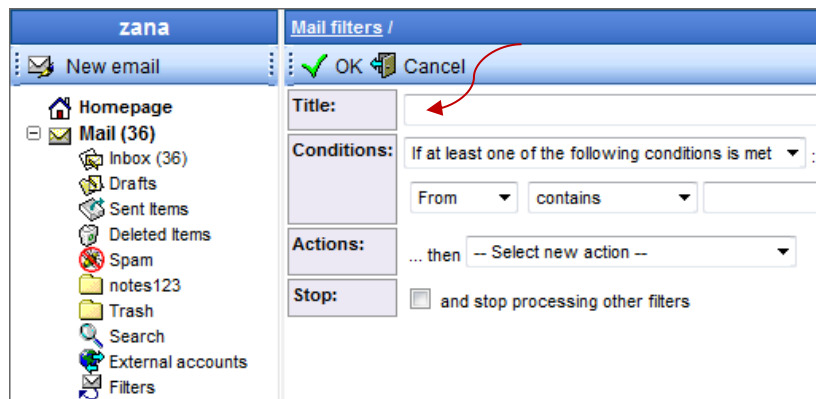 zana
Mail filters /
New email
OK Cancel
Homepage
Mail (36)
Inbox (36)
Drafts
Sent Items
Deleted Items
Spam
notes123
Trash
Search
External accounts
Filters
Title:
Conditions: If at least one of the following conditions is met :
From contains
Actions: ... then -- Select new action --
Stop: and stop processing other filters